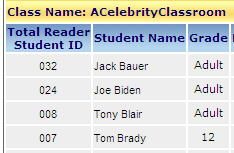 Class Name: ACelebrityClassroom
Total Reader Student ID Student Name Grade
032 Jack Bauer Adult
024 Joe Biden Adult
008 Tony Blair Adult
007 Tom Brady 12